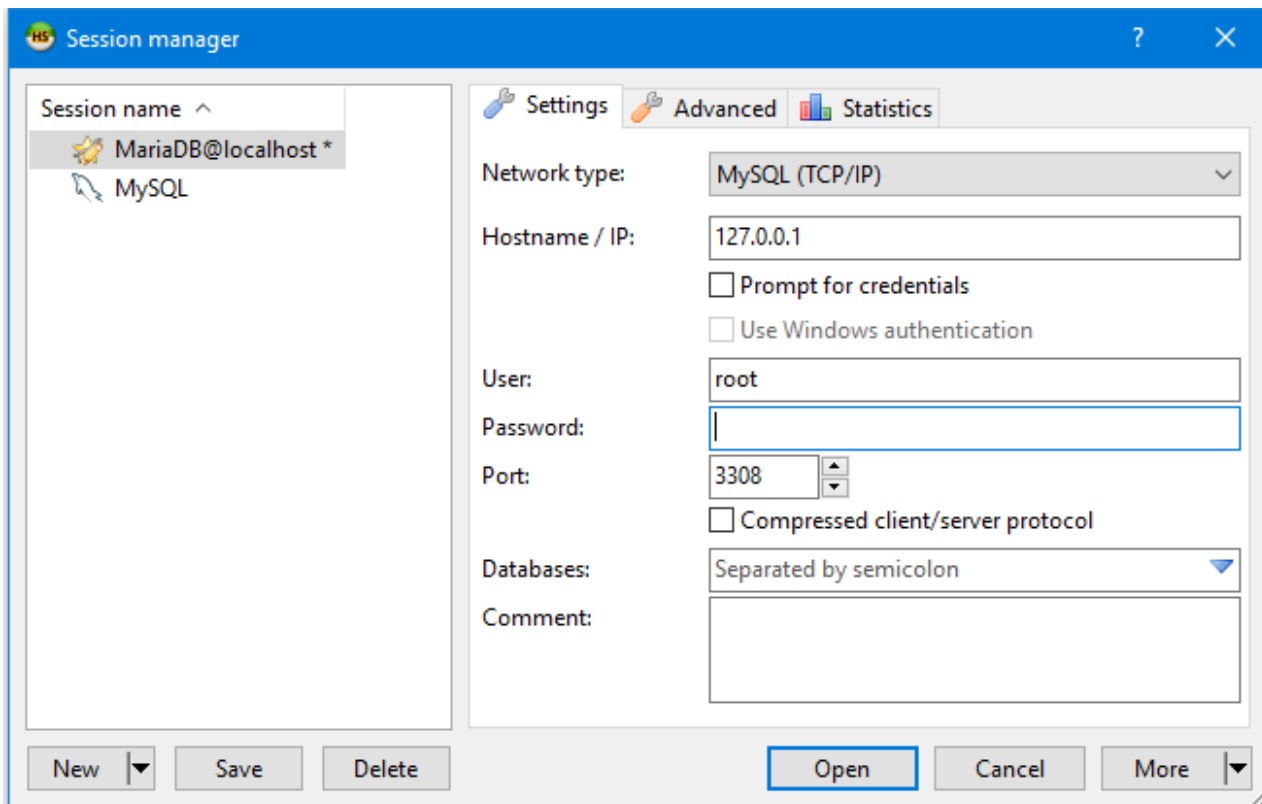 HS Session manager ?
Session name
MariaDB@localhost *
MySQL
Settings Advanced Statistics
Network type: MySQL (TCP/IP)
Hostname / IP: 127.0.0.1
Prompt for credentials
Use Windows authentication
User: root
Password:
Port: 3308
Compressed client/server protocol
Databases: Separated by semicolon
Comment:
New Save Delete Open Cancel More